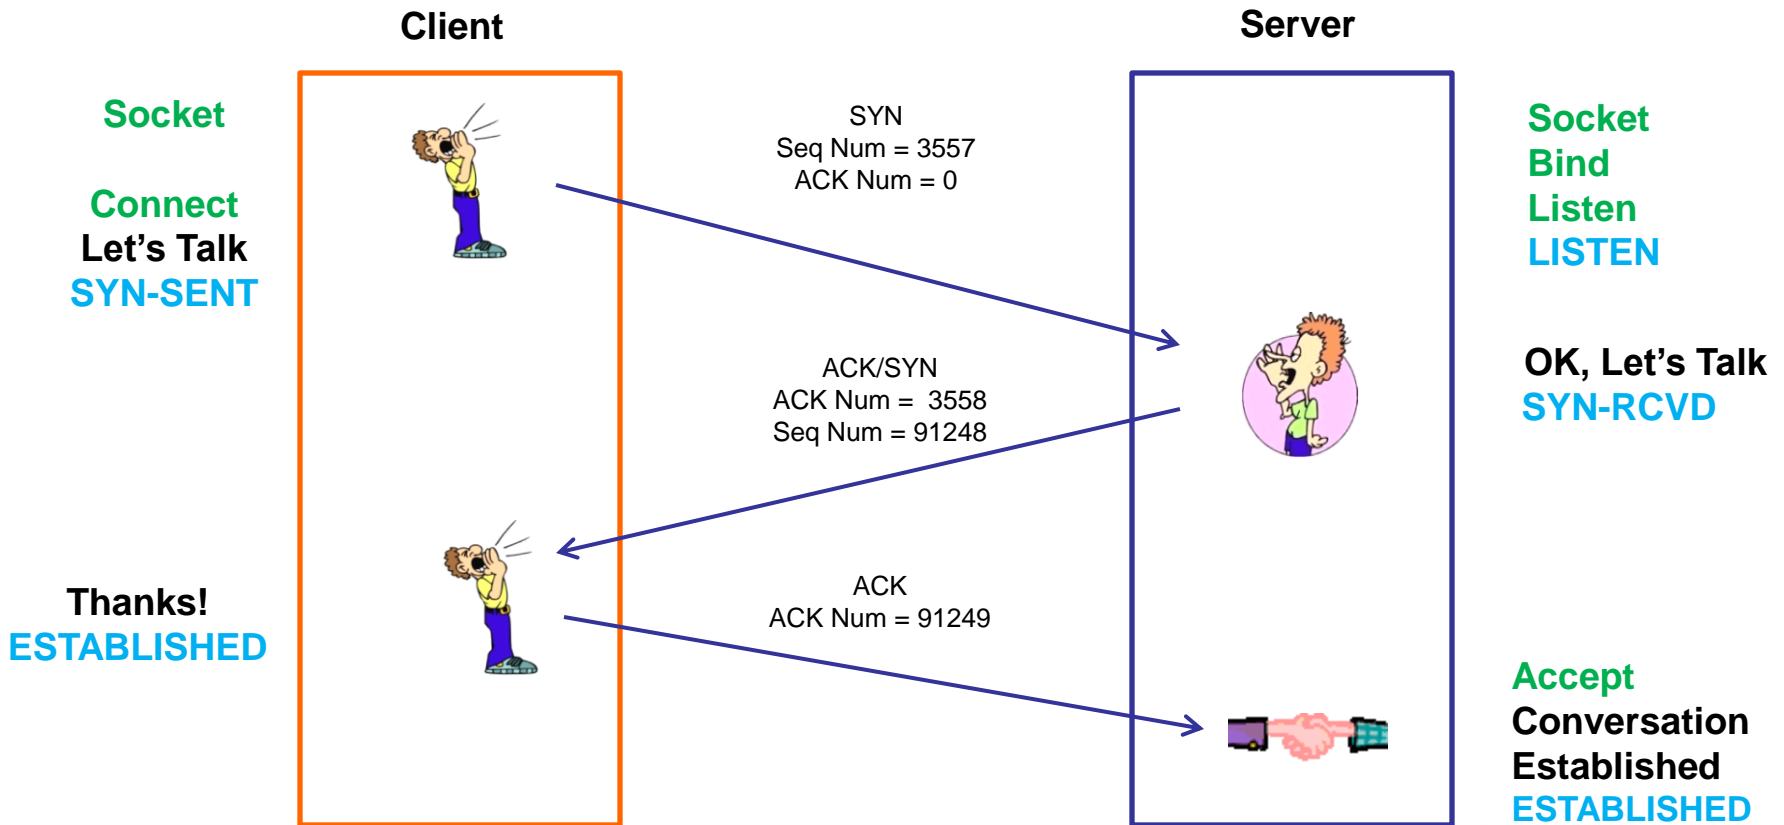 Client
Server
Socket
Connect
Let's Talk
SYN-SENT
SYN
Seq Num = 3557
ACK Num = 0
Socket
Bind
Listen
LISTEN
ACK/SYN
ACK Num =  3558
Seq Num = 91248
OK, Let's Talk
SYN-RCVD
Thanks!
ESTABLISHED
ACK
ACK Num = 91249
Accept
Conversation
Established
ESTABLISHED